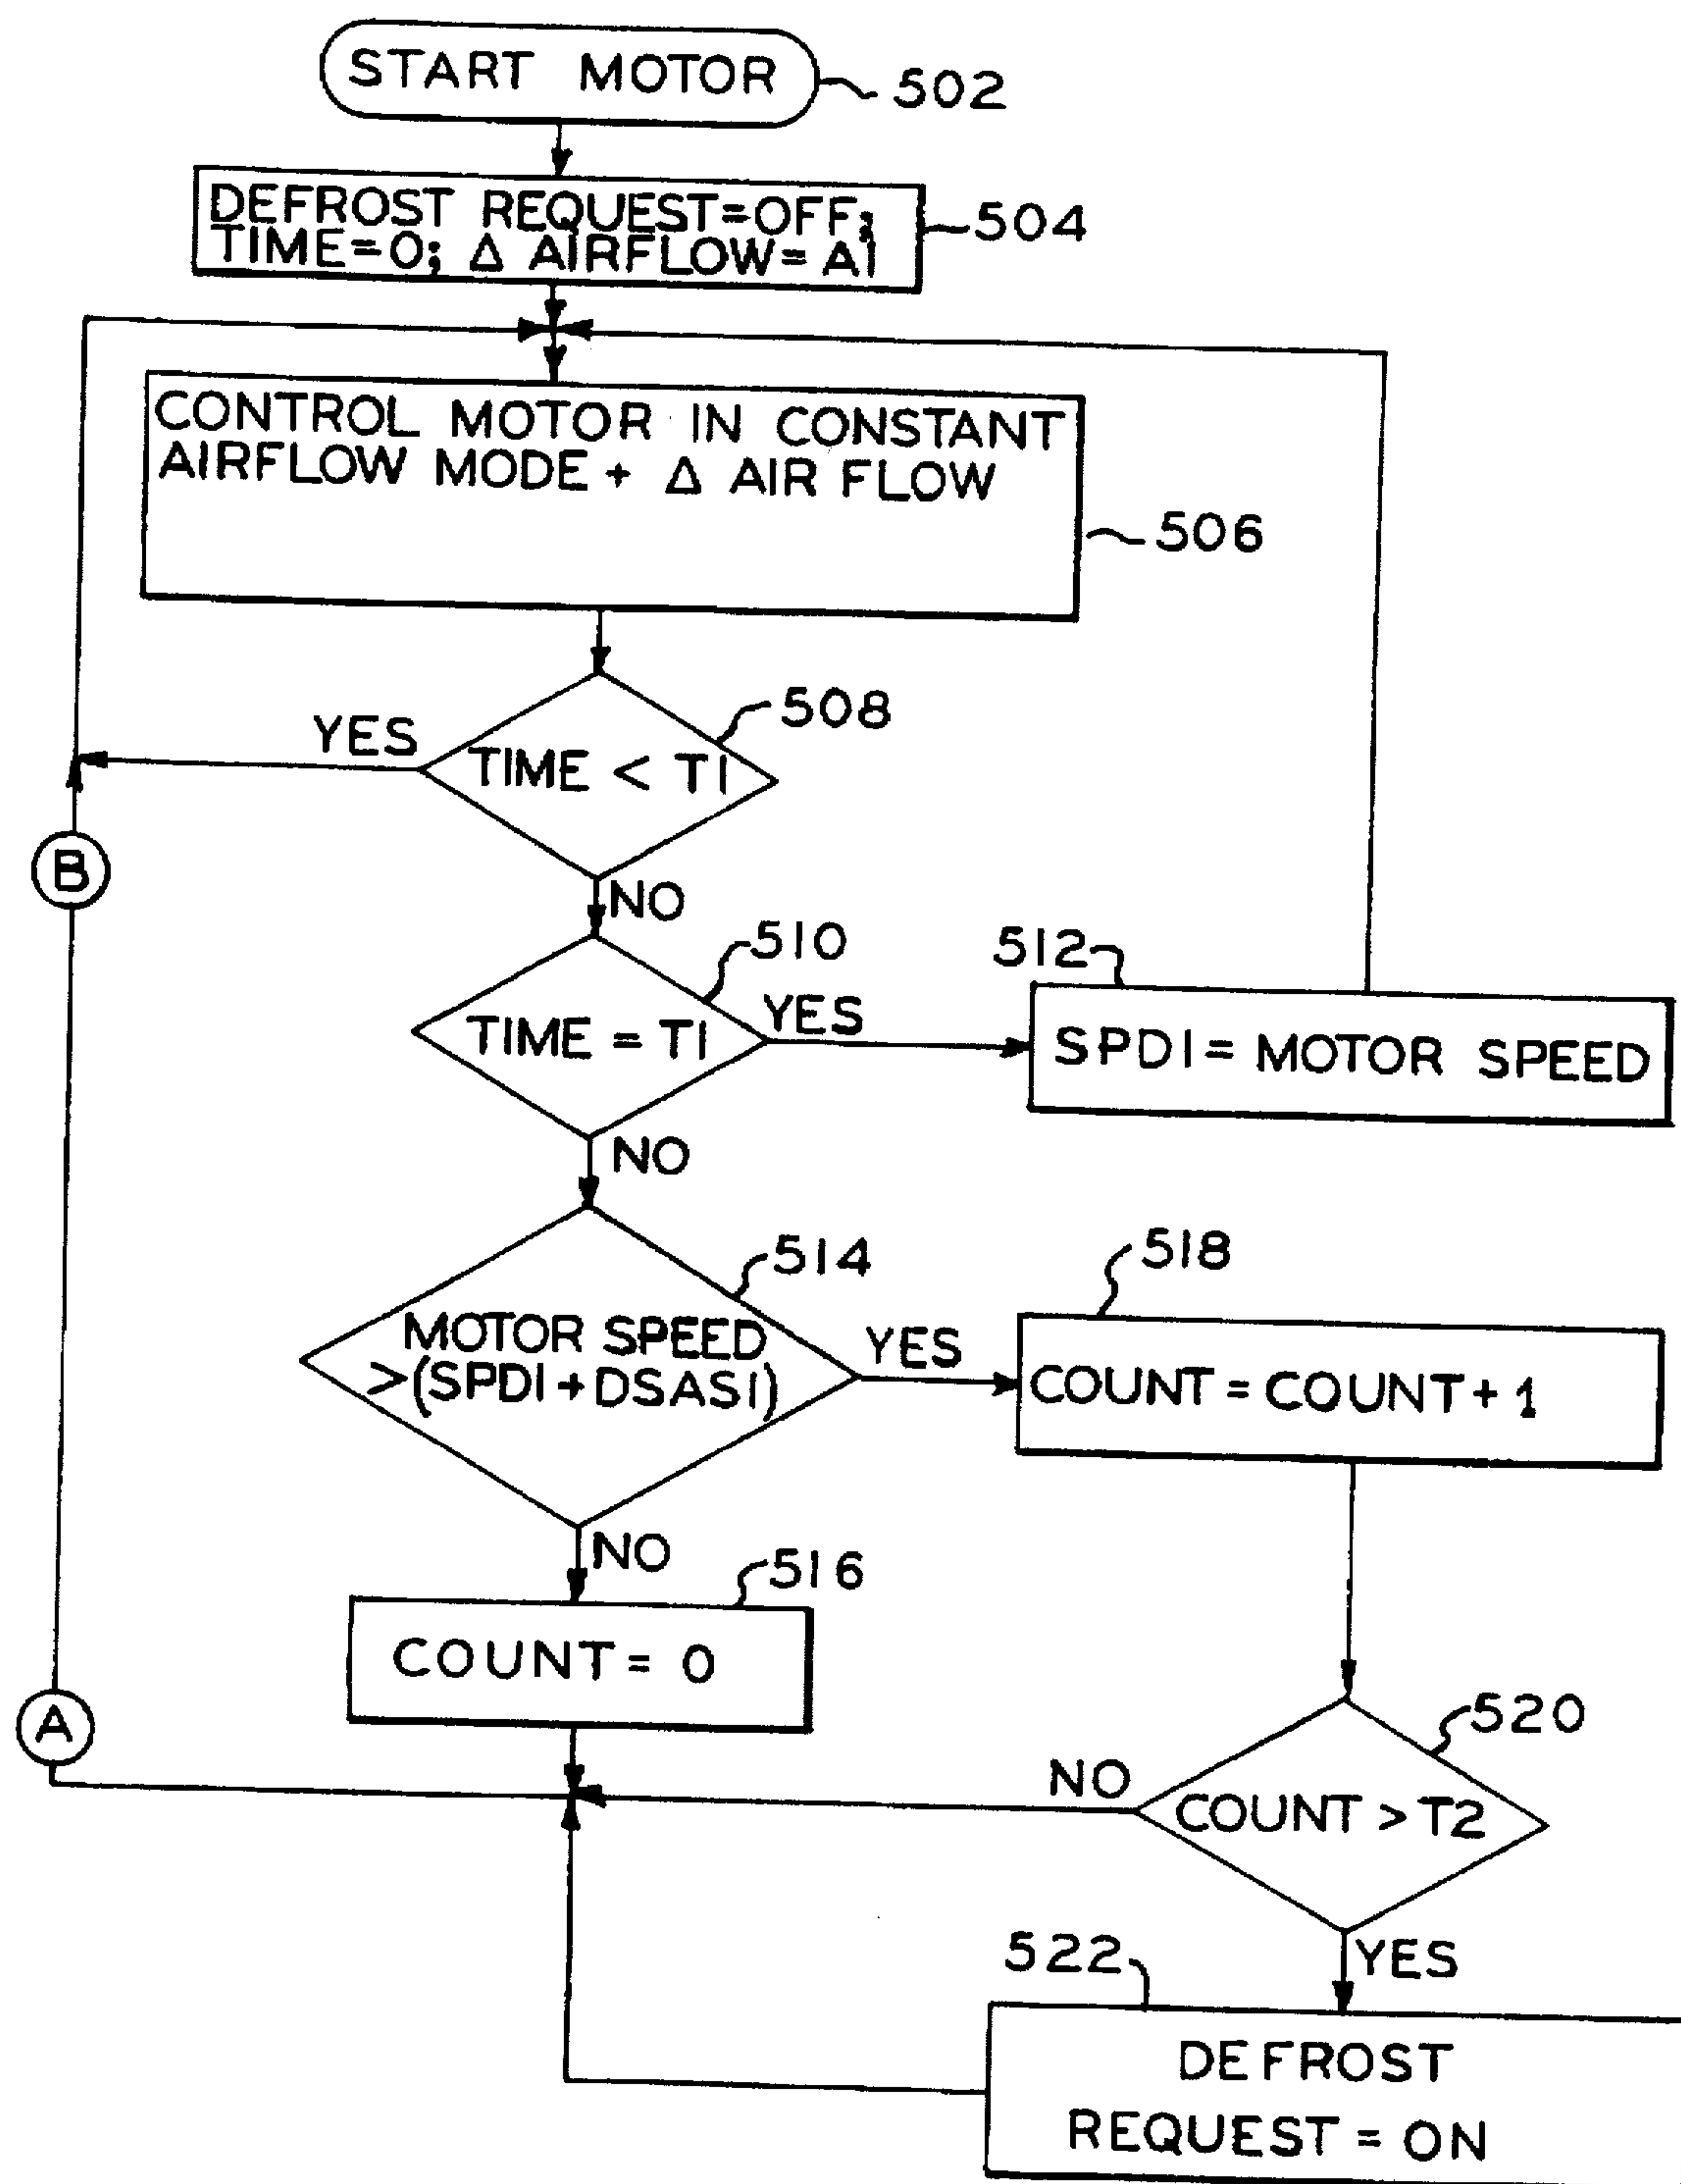 START MOTOR
502
DEFROST REQUEST=OFF;
TIME=0; Δ AIRFLOW=A1
504
CONTROL MOTOR IN CONSTANT
AIRFLOW MODE + Δ AIR FLOW
506
508
YES
TIME < T1
B
NO
510
512
TIME = T1
YES
SPD1= MOTOR SPEED
NO
514
518
MOTOR SPEED
>(SPD1+DSAS1)
YES
COUNT = COUNT + 1
NO
516
COUNT = 0
A
520
NO
COUNT > T2
522
YES
DEFROST
REQUEST = ON